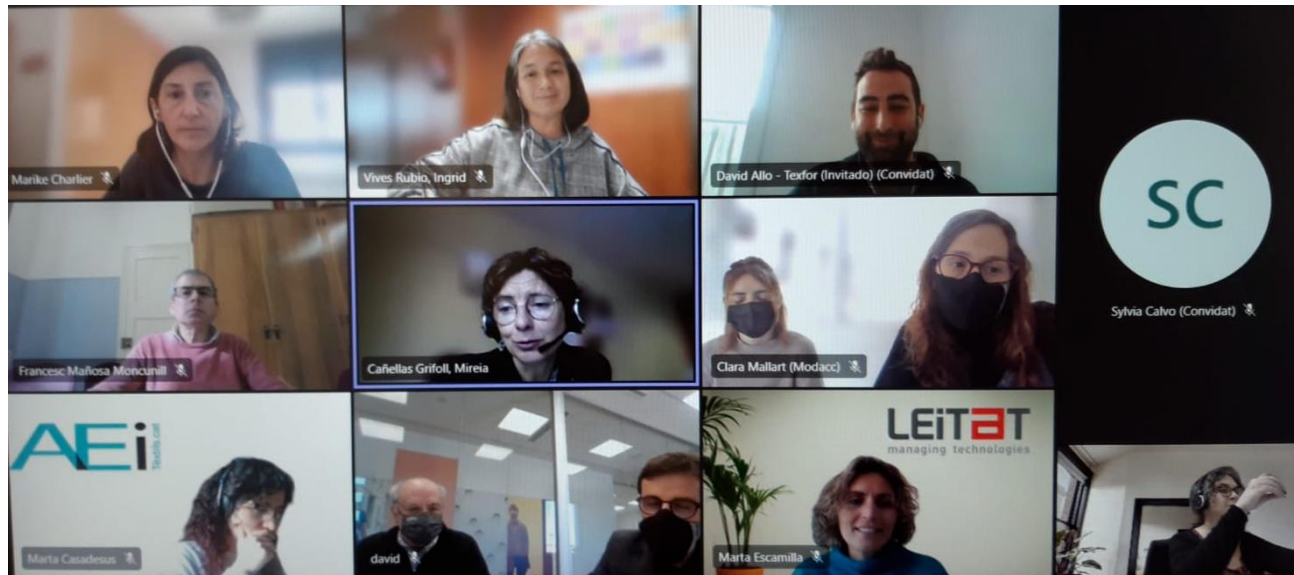 Marike Charlier
Vives Rubio, Ingrid
David Allo - Texfor (Invitado) (Convidat)
SC
Sylvia Calvo (Convidat)
Francesc Mañosa Moncunill
Cañellas Grifoll, Mireia
Clara Mallart (Modacc)
AEi
Textils.cat
Marta Casadesus
david
LEiTAT
managing technologies
Marta Escamilla